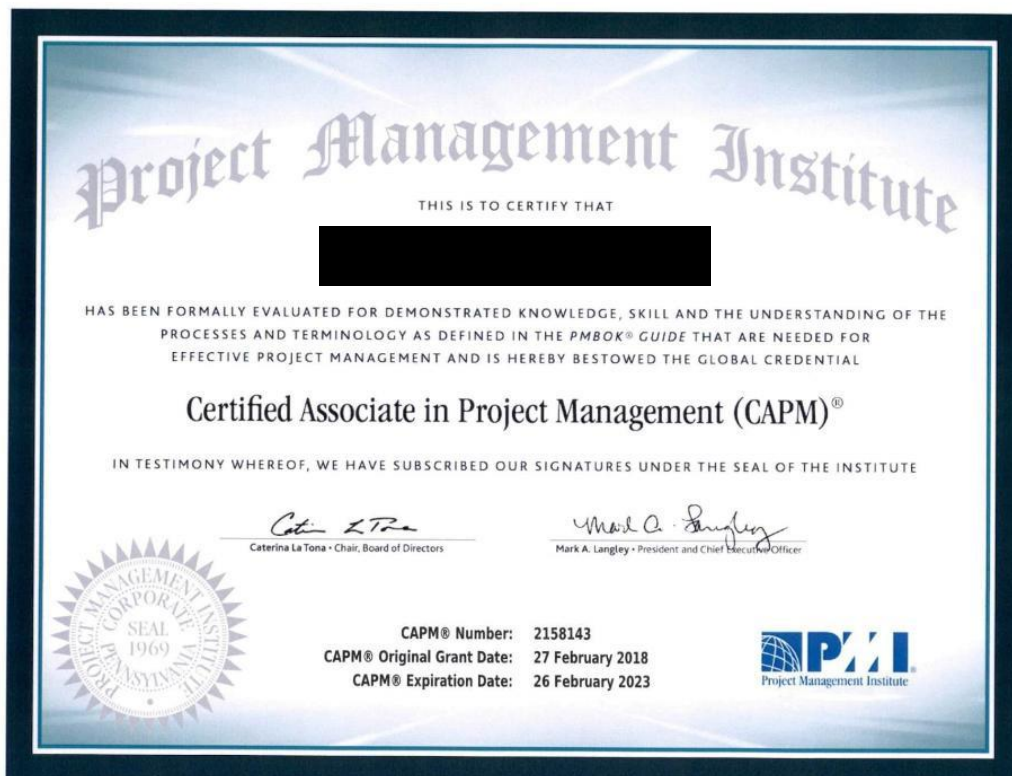 Project Management Institute
THIS IS TO CERTIFY THAT
HAS BEEN FORMALLY EVALUATED FOR DEMONSTRATED KNOWLEDGE, SKILL AND THE UNDERSTANDING OF THE
PROCESSES AND TERMINOLOGY AS DEFINED IN THE PMBOK® GUIDE THAT ARE NEEDED FOR
EFFECTIVE PROJECT MANAGEMENT AND IS HEREBY BESTOWED THE GLOBAL CREDENTIAL
Certified Associate in Project Management (CAPM)®
IN TESTIMONY WHEREOF, WE HAVE SUBSCRIBED OUR SIGNATURES UNDER THE SEAL OF THE INSTITUTE
Mark A. Langley
Caterina La Tona • Chair, Board of Directors
Mark A. Langley • President and Chief Executive Officer
PROJECT MANAGEMENT INSTITUTE
CORPORATE
SEAL
1969
PENNSYLVANIA
CAPM® Number: 2158143
CAPM® Original Grant Date: 27 February 2018
CAPM® Expiration Date: 26 February 2023
PMI®
Project Management Institute